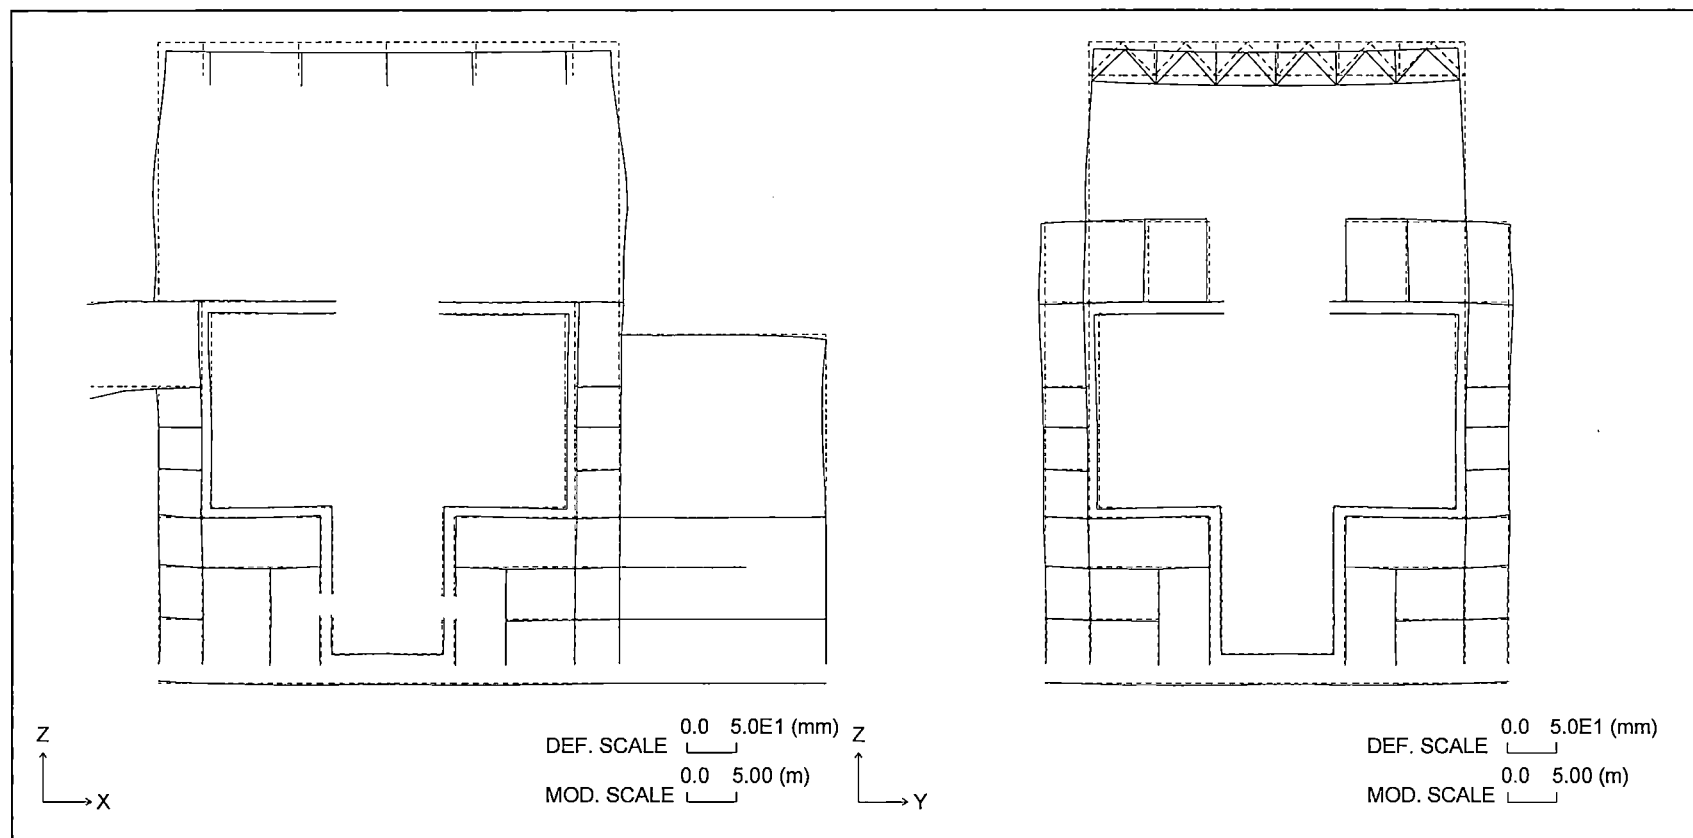 Z
X
0.0 5.0E1 (mm)
DEF. SCALE
0.0 5.00 (m)
MOD. SCALE
Z
Y
0.0 5.0E1 (mm)
DEF. SCALE
0.0 5.00 (m)
MOD. SCALE